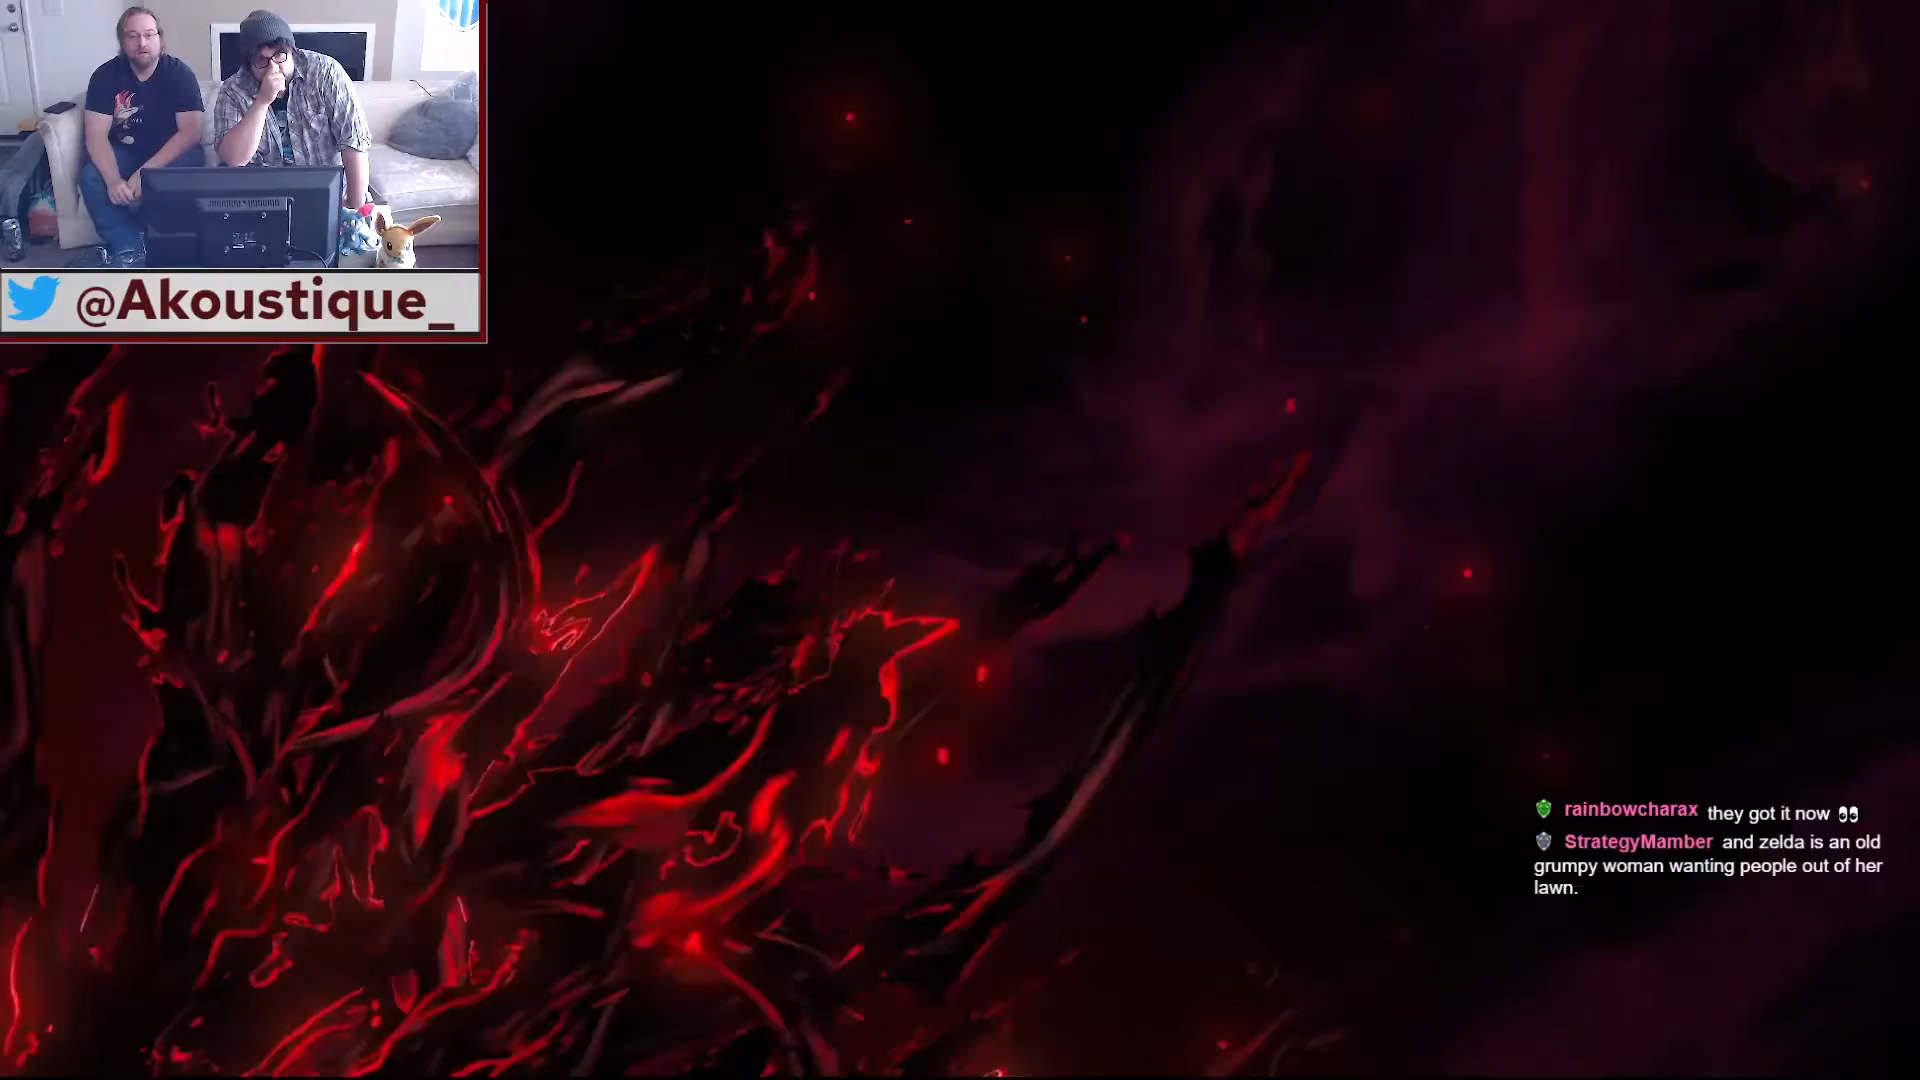 @Akoustique_
rainbowcharax they got it now 👀
StrategyMamber and zelda is an old
grumpy woman wanting people out of her
lawn.